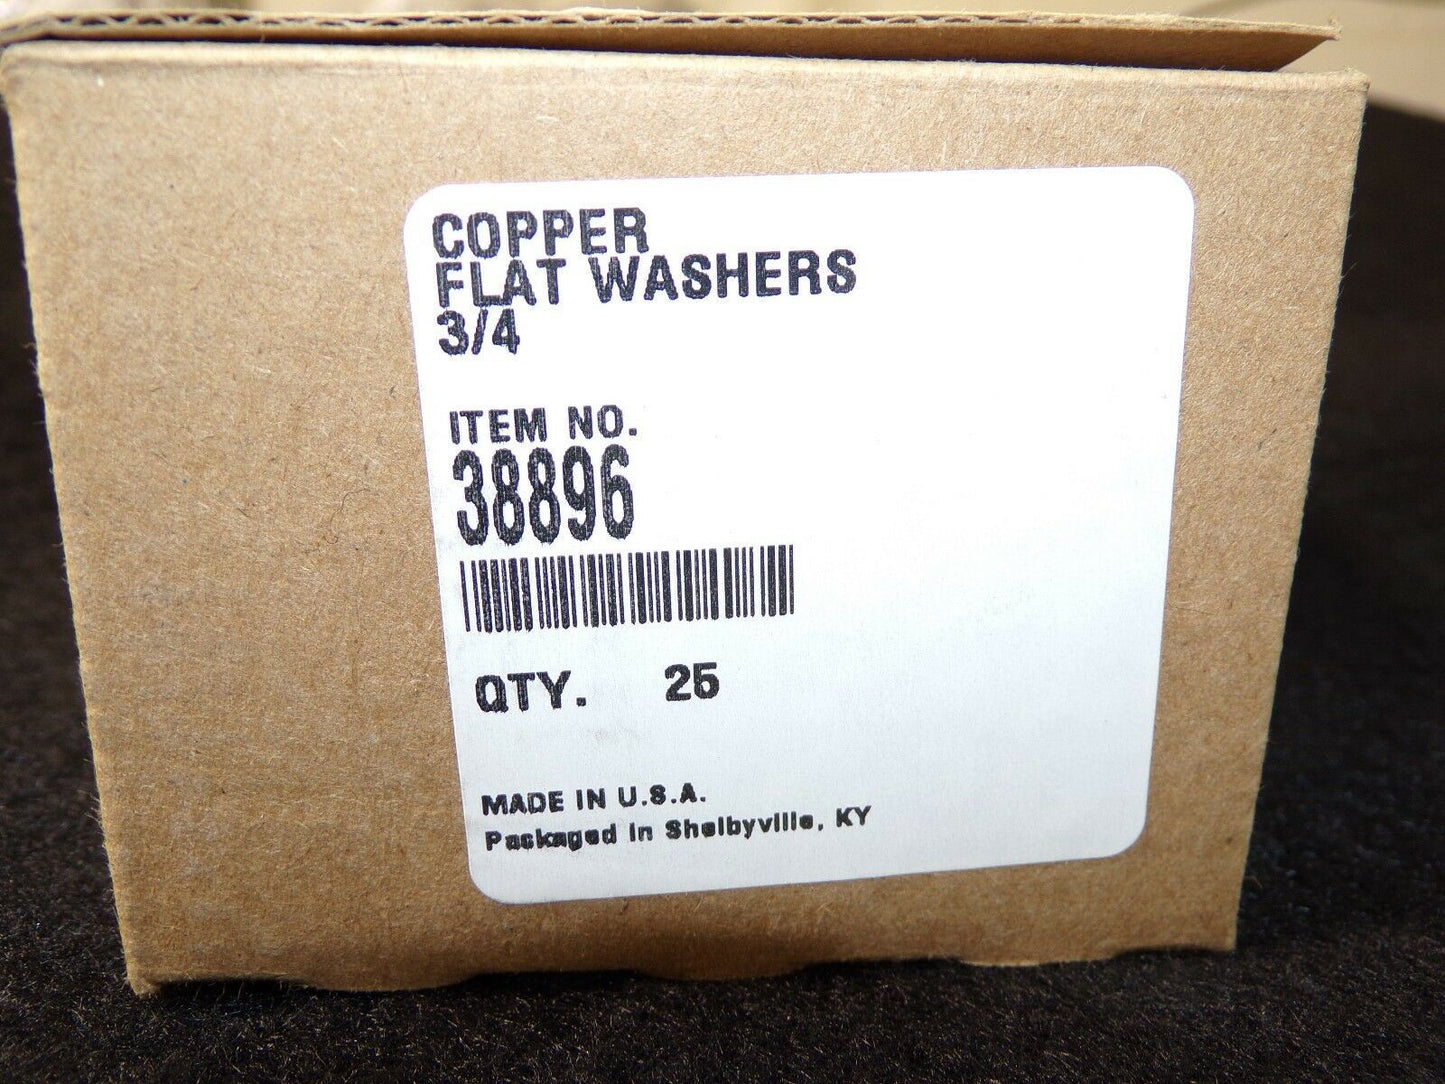 COPPER
FLAT WASHERS
3/4
ITEM NO.
38896
QTY. 25
MADE IN U.S.A.
Packaged in Shelbyville, KY